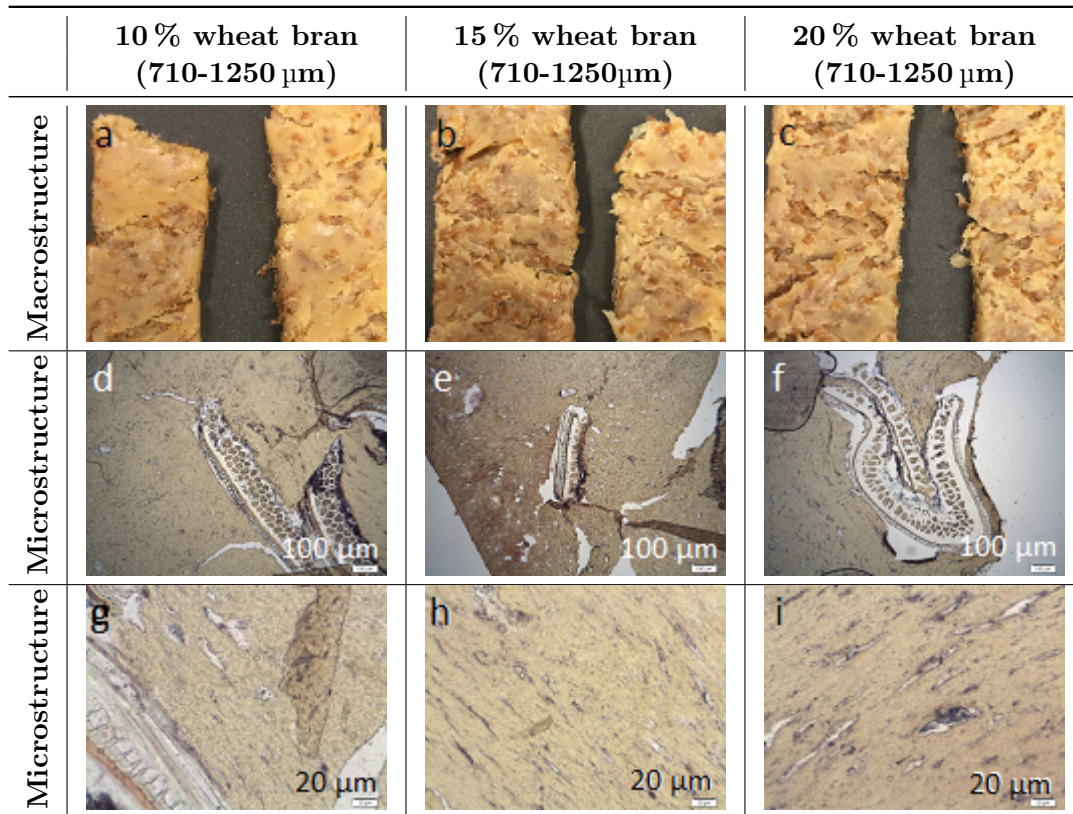 10 % wheat bran
(710-1250 µm)
15 % wheat bran
(710-1250µm)
20 % wheat bran
(710-1250 µm)
Macrostructure
a
b
c
Microstructure
d
100 µm
e
100 µm
f
100 µm
Microstructure
g
20 µm
h
20 µm
i
20 µm